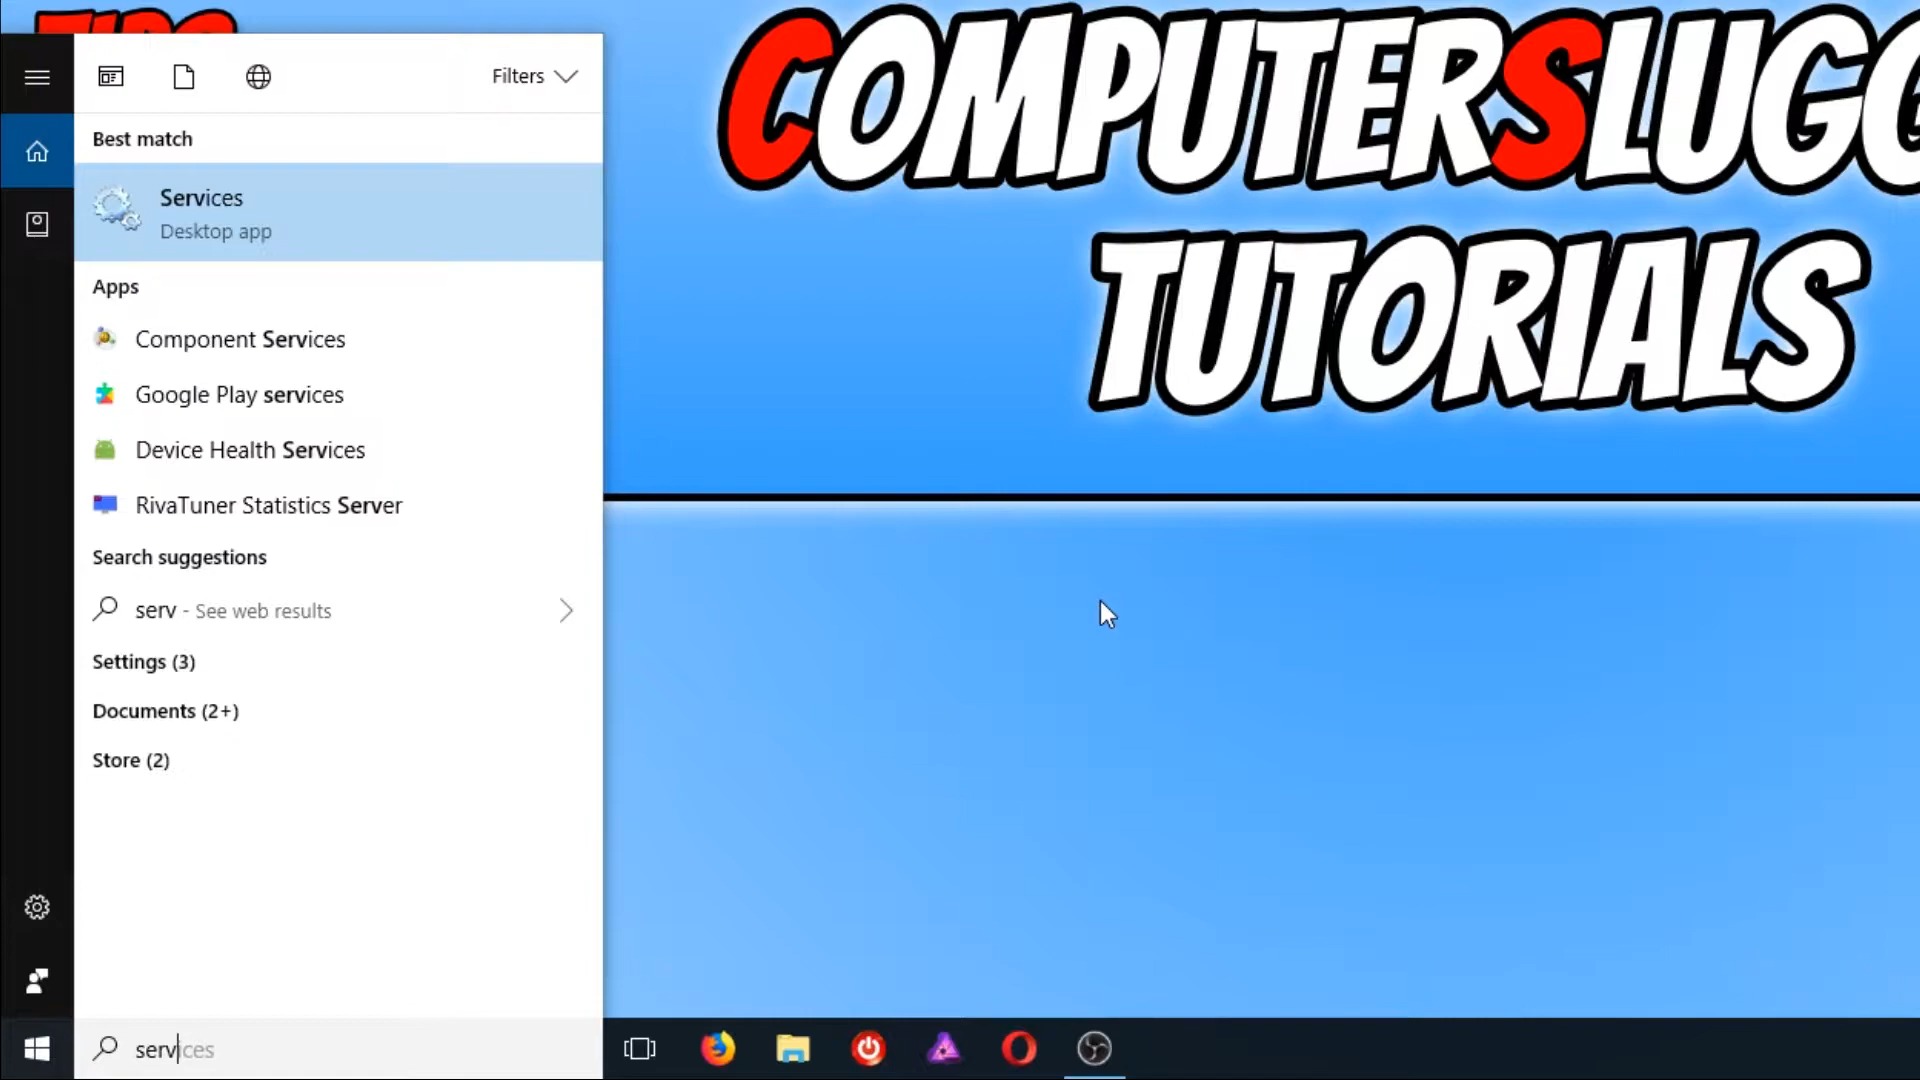 TIPS
COMPUTERSLUGG
TUTORIALS
Filters
Best match
Services
Desktop app
Apps
Component Services
Google Play services
Device Health Services
RivaTuner Statistics Server
Search suggestions
serv - See web results
Settings (3)
Documents (2+)
Store (2)
services